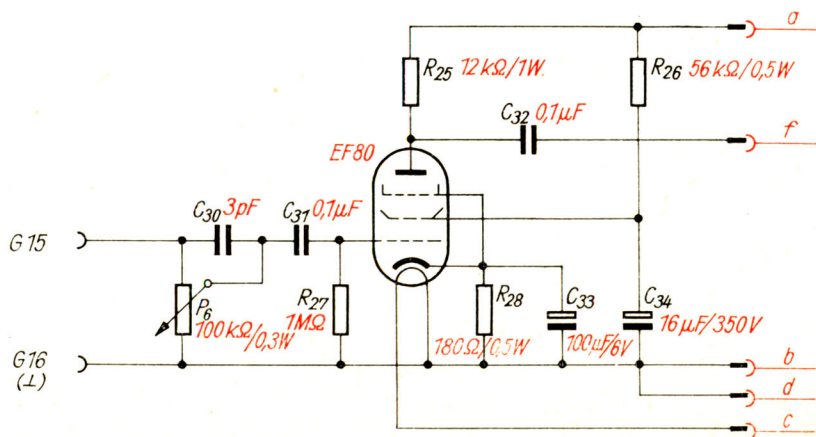 a
R25 12kΩ/1W.
R26 56kΩ/0,5W
C32 0,1μF
f
EF80
C30 3pF
C31 0,1μF
G15
P6
100kΩ/0,3W
R27
1MΩ
R28
180Ω/0,5W
C33
100μF/6V
C34
16μF/350V
G16
(⊥)
b
d
c